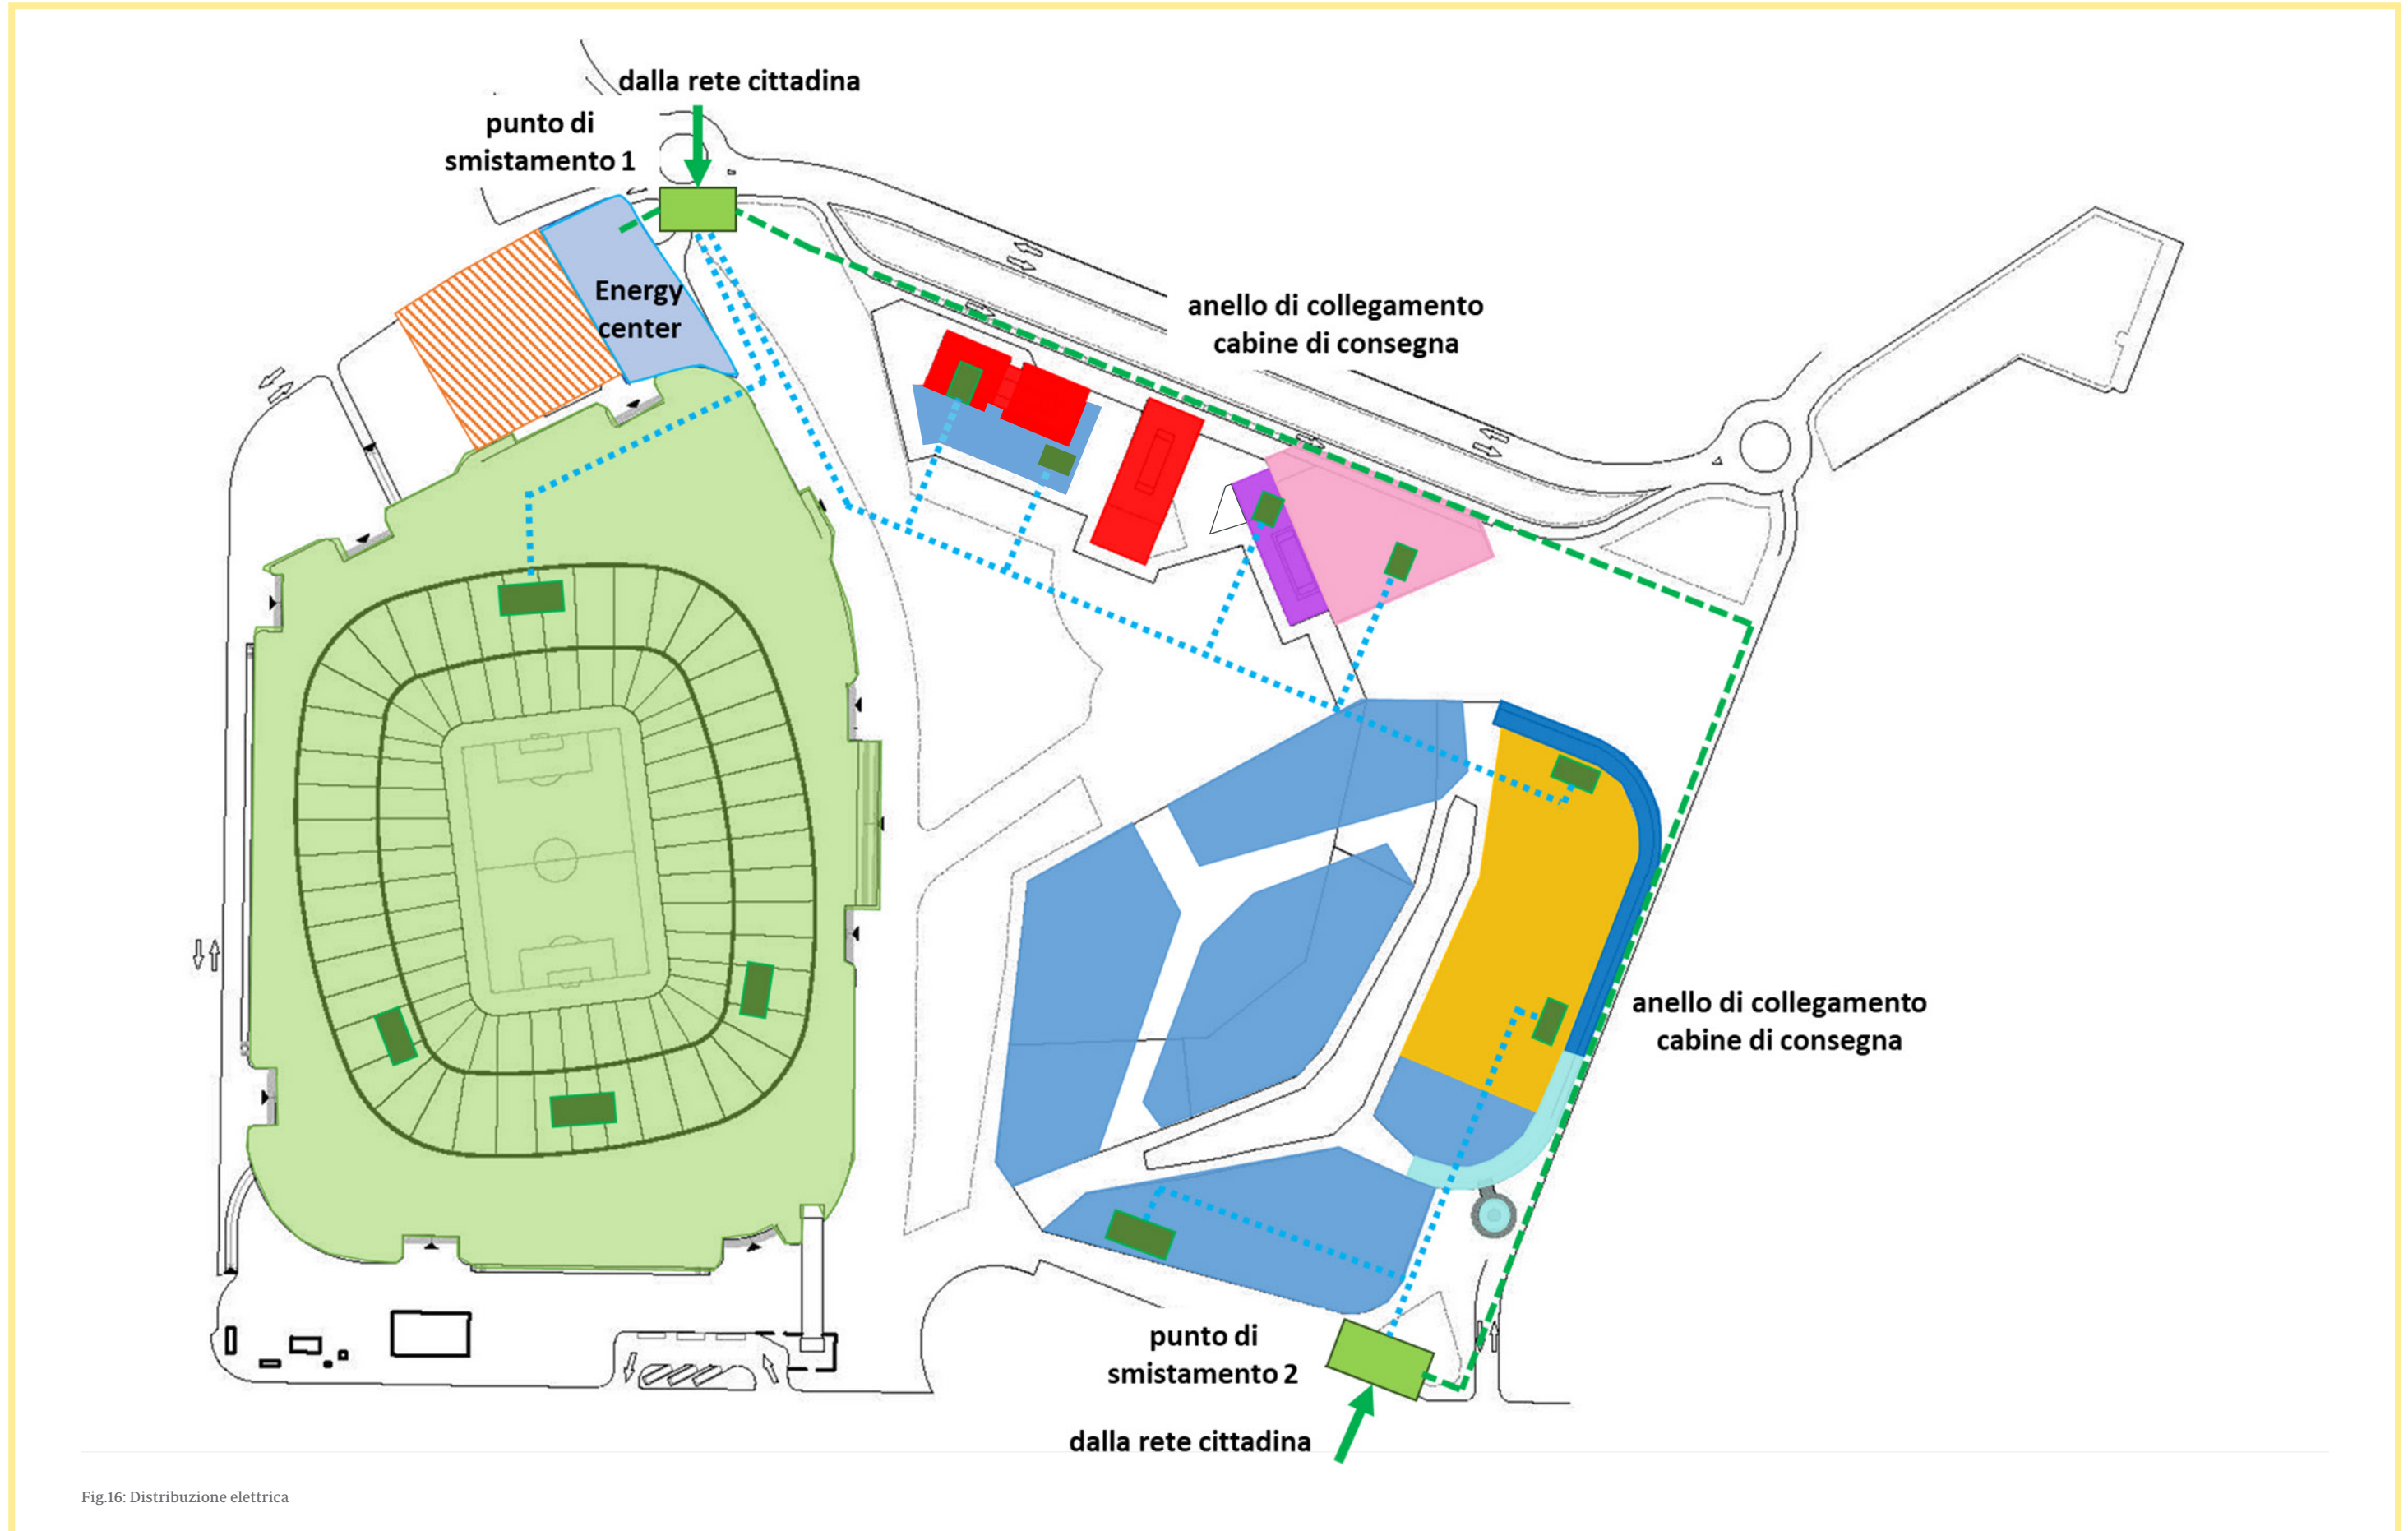 dalla rete cittadina
punto di
smistamento 1
Energy
center
anello di collegamento
cabine di consegna
anello di collegamento
cabine di consegna
punto di
smistamento 2
dalla rete cittadina
Fig.16: Distribuzione elettrica